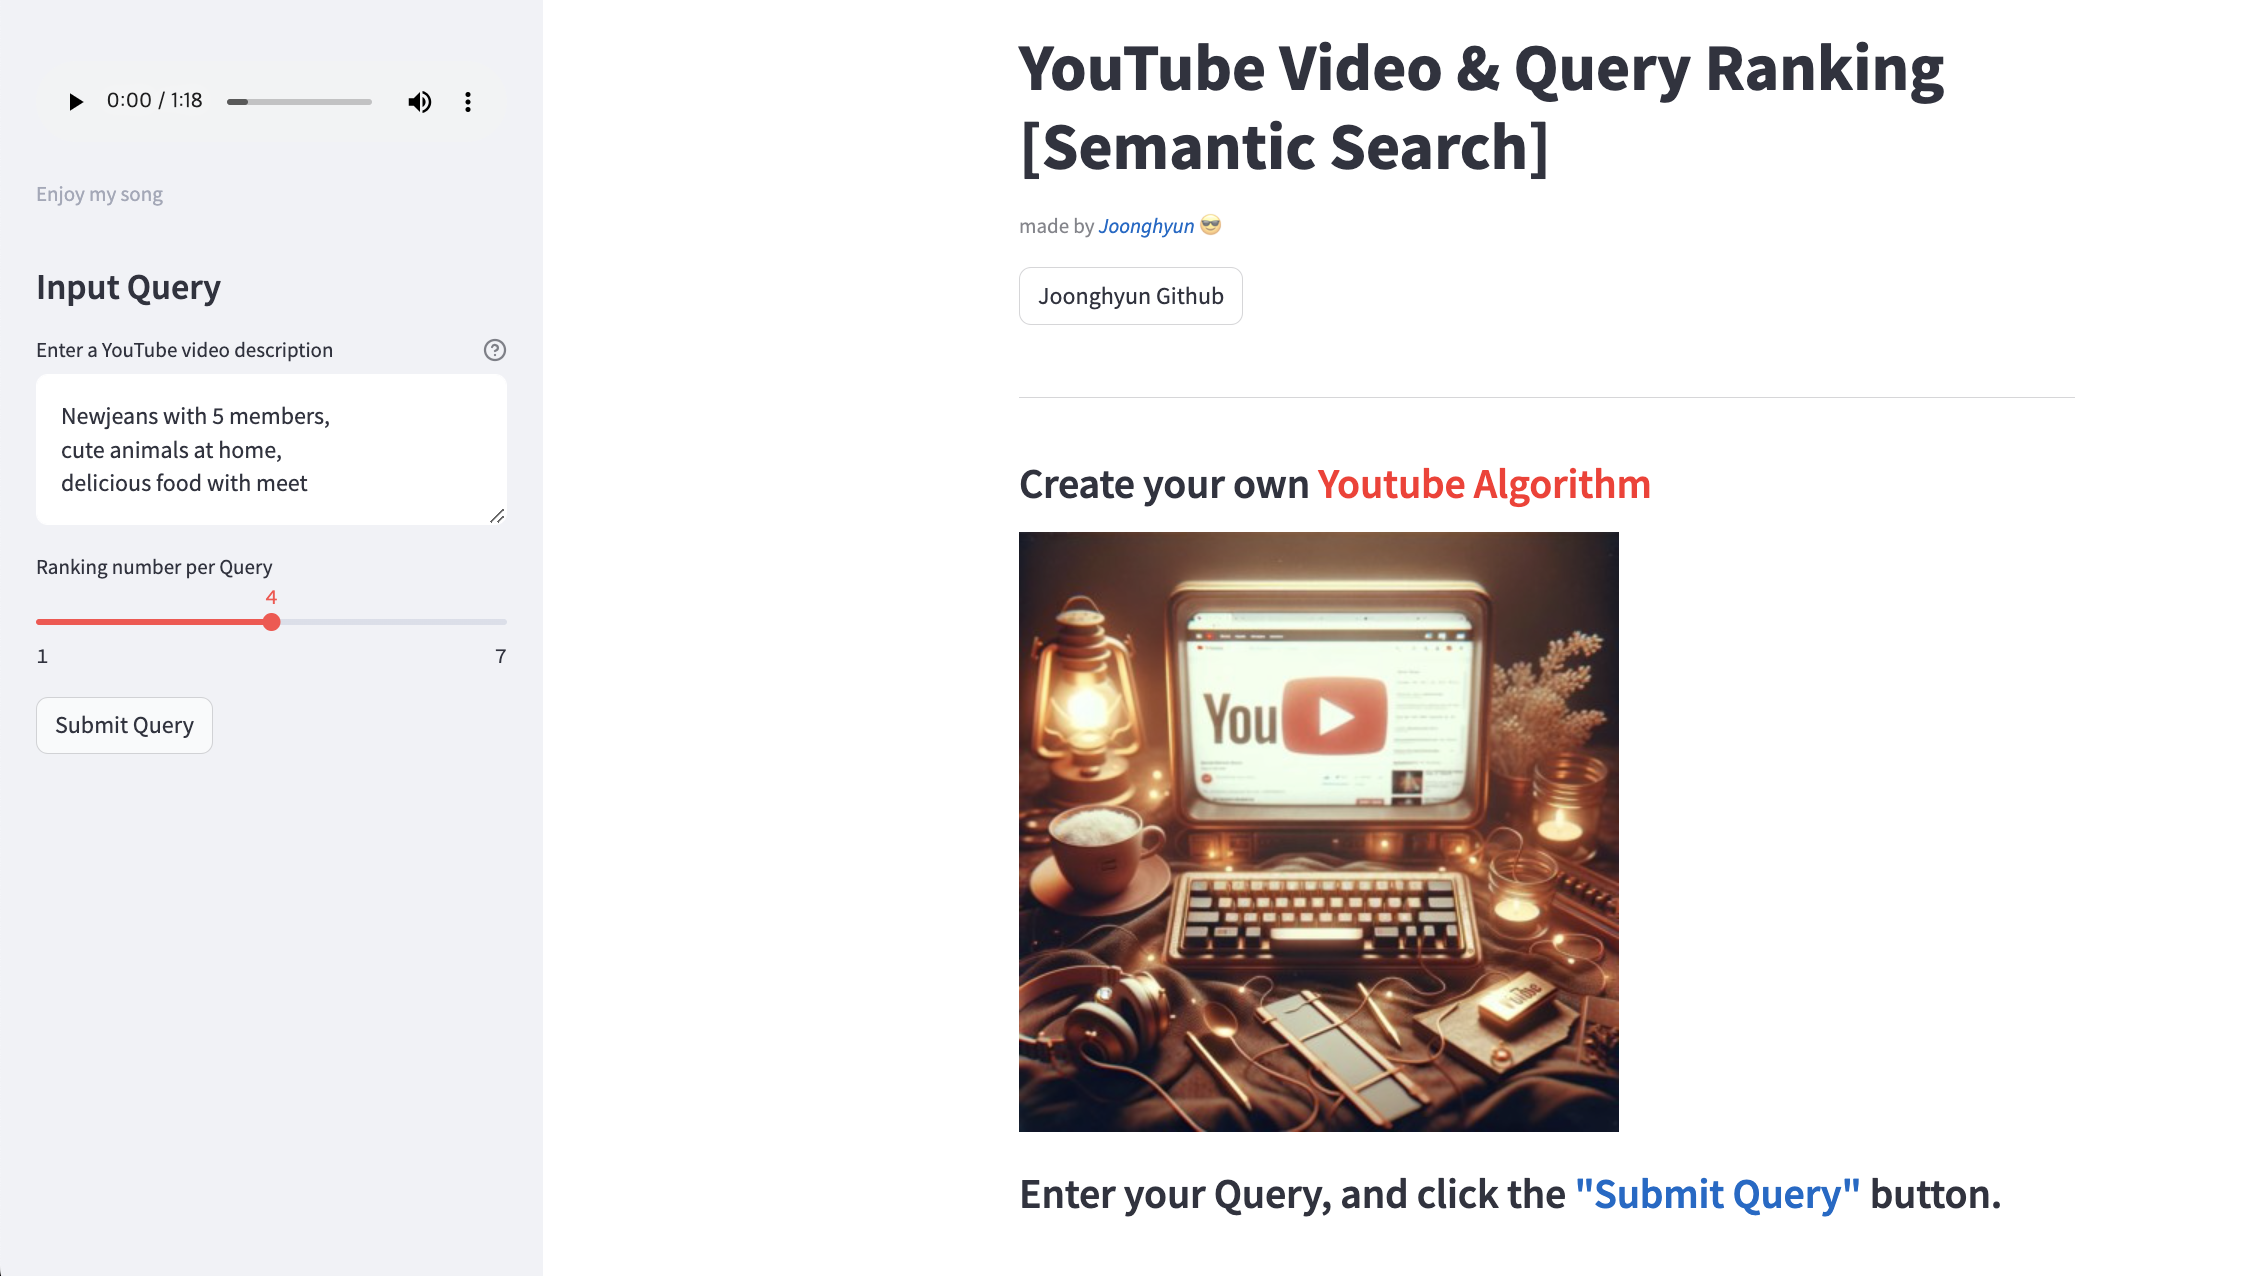 0:00 / 1:18
Enjoy my song
Input Query
Enter a YouTube video description
Newjeans with 5 members,
cute animals at home,
delicious food with meet
Ranking number per Query
4
1 7
Submit Query
YouTube Video & Query Ranking
[Semantic Search]
made by Joonghyun 😎
Joonghyun Github
Create your own Youtube Algorithm
You
Enter your Query, and click the "Submit Query" button.